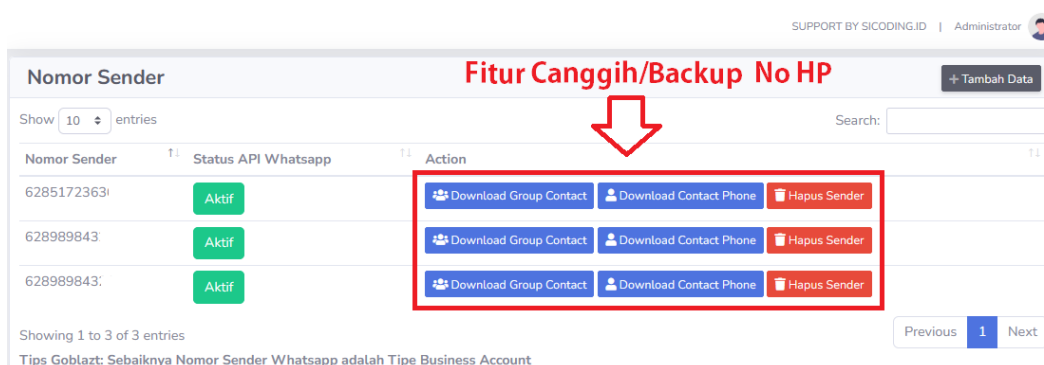 SUPPORT BY SICODING.ID | Administrator
Nomor Sender
Fitur Canggih/Backup No HP
+ Tambah Data
Show 10 entries
Search:
Nomor Sender Status API Whatsapp Action
Aktif Download Group Contact Download Contact Phone Hapus Sender
Aktif Download Group Contact Download Contact Phone Hapus Sender
Aktif Download Group Contact Download Contact Phone Hapus Sender
Showing 1 to 3 of 3 entries
Previous 1 Next
Tips Goblazt: Sebaiknya Nomor Sender Whatsapp adalah Tipe Business Account